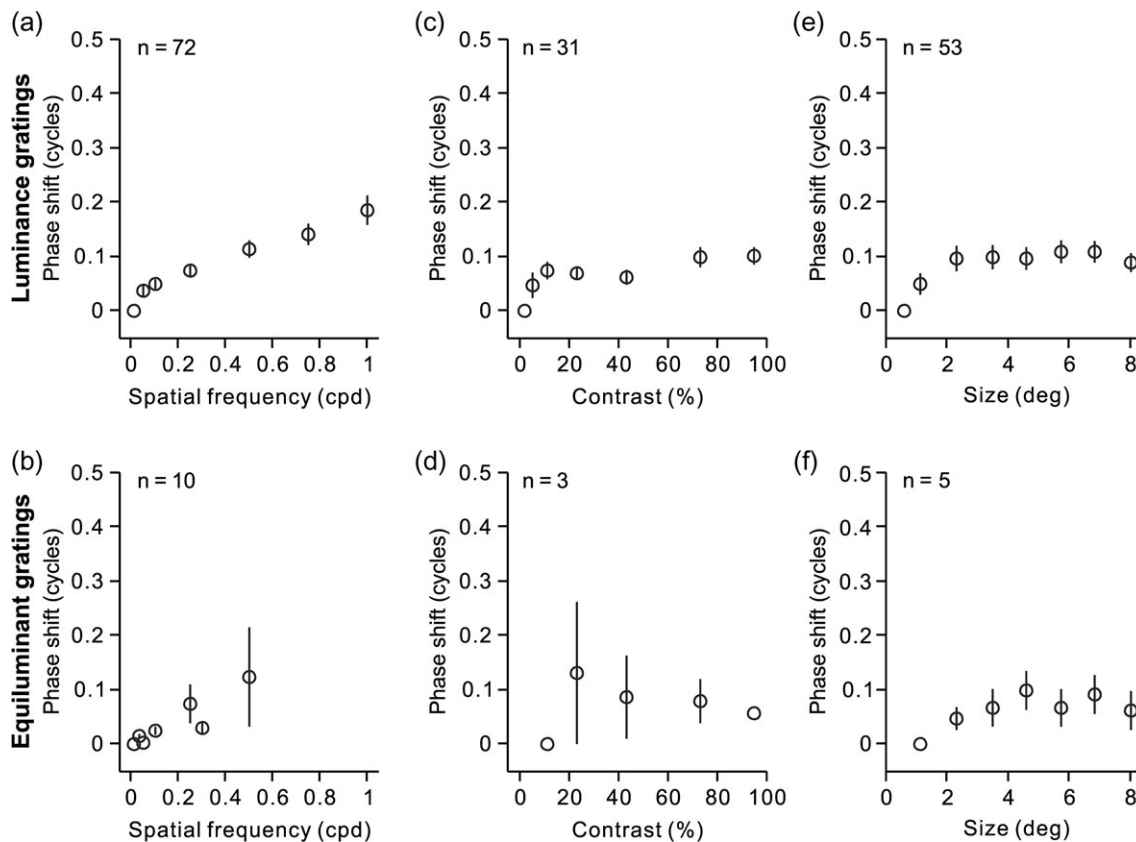 Luminance gratings
(a)
n = 72
Phase shift (cycles)
0.5
0.4
0.3
0.2
0.1
0
0 0.2 0.4 0.6 0.8 1
Spatial frequency (cpd)
(c)
n = 31
Phase shift (cycles)
0.5
0.4
0.3
0.2
0.1
0
0 20 40 60 80 100
Contrast (%)
(e)
n = 53
Phase shift (cycles)
0.5
0.4
0.3
0.2
0.1
0
0 2 4 6 8
Size (deg)
Equiluminant gratings
(b)
n = 10
Phase shift (cycles)
0.5
0.4
0.3
0.2
0.1
0
0 0.2 0.4 0.6 0.8 1
Spatial frequency (cpd)
(d)
n = 3
Phase shift (cycles)
0.5
0.4
0.3
0.2
0.1
0
0 20 40 60 80 100
Contrast (%)
(f)
n = 5
Phase shift (cycles)
0.5
0.4
0.3
0.2
0.1
0
0 2 4 6 8
Size (deg)